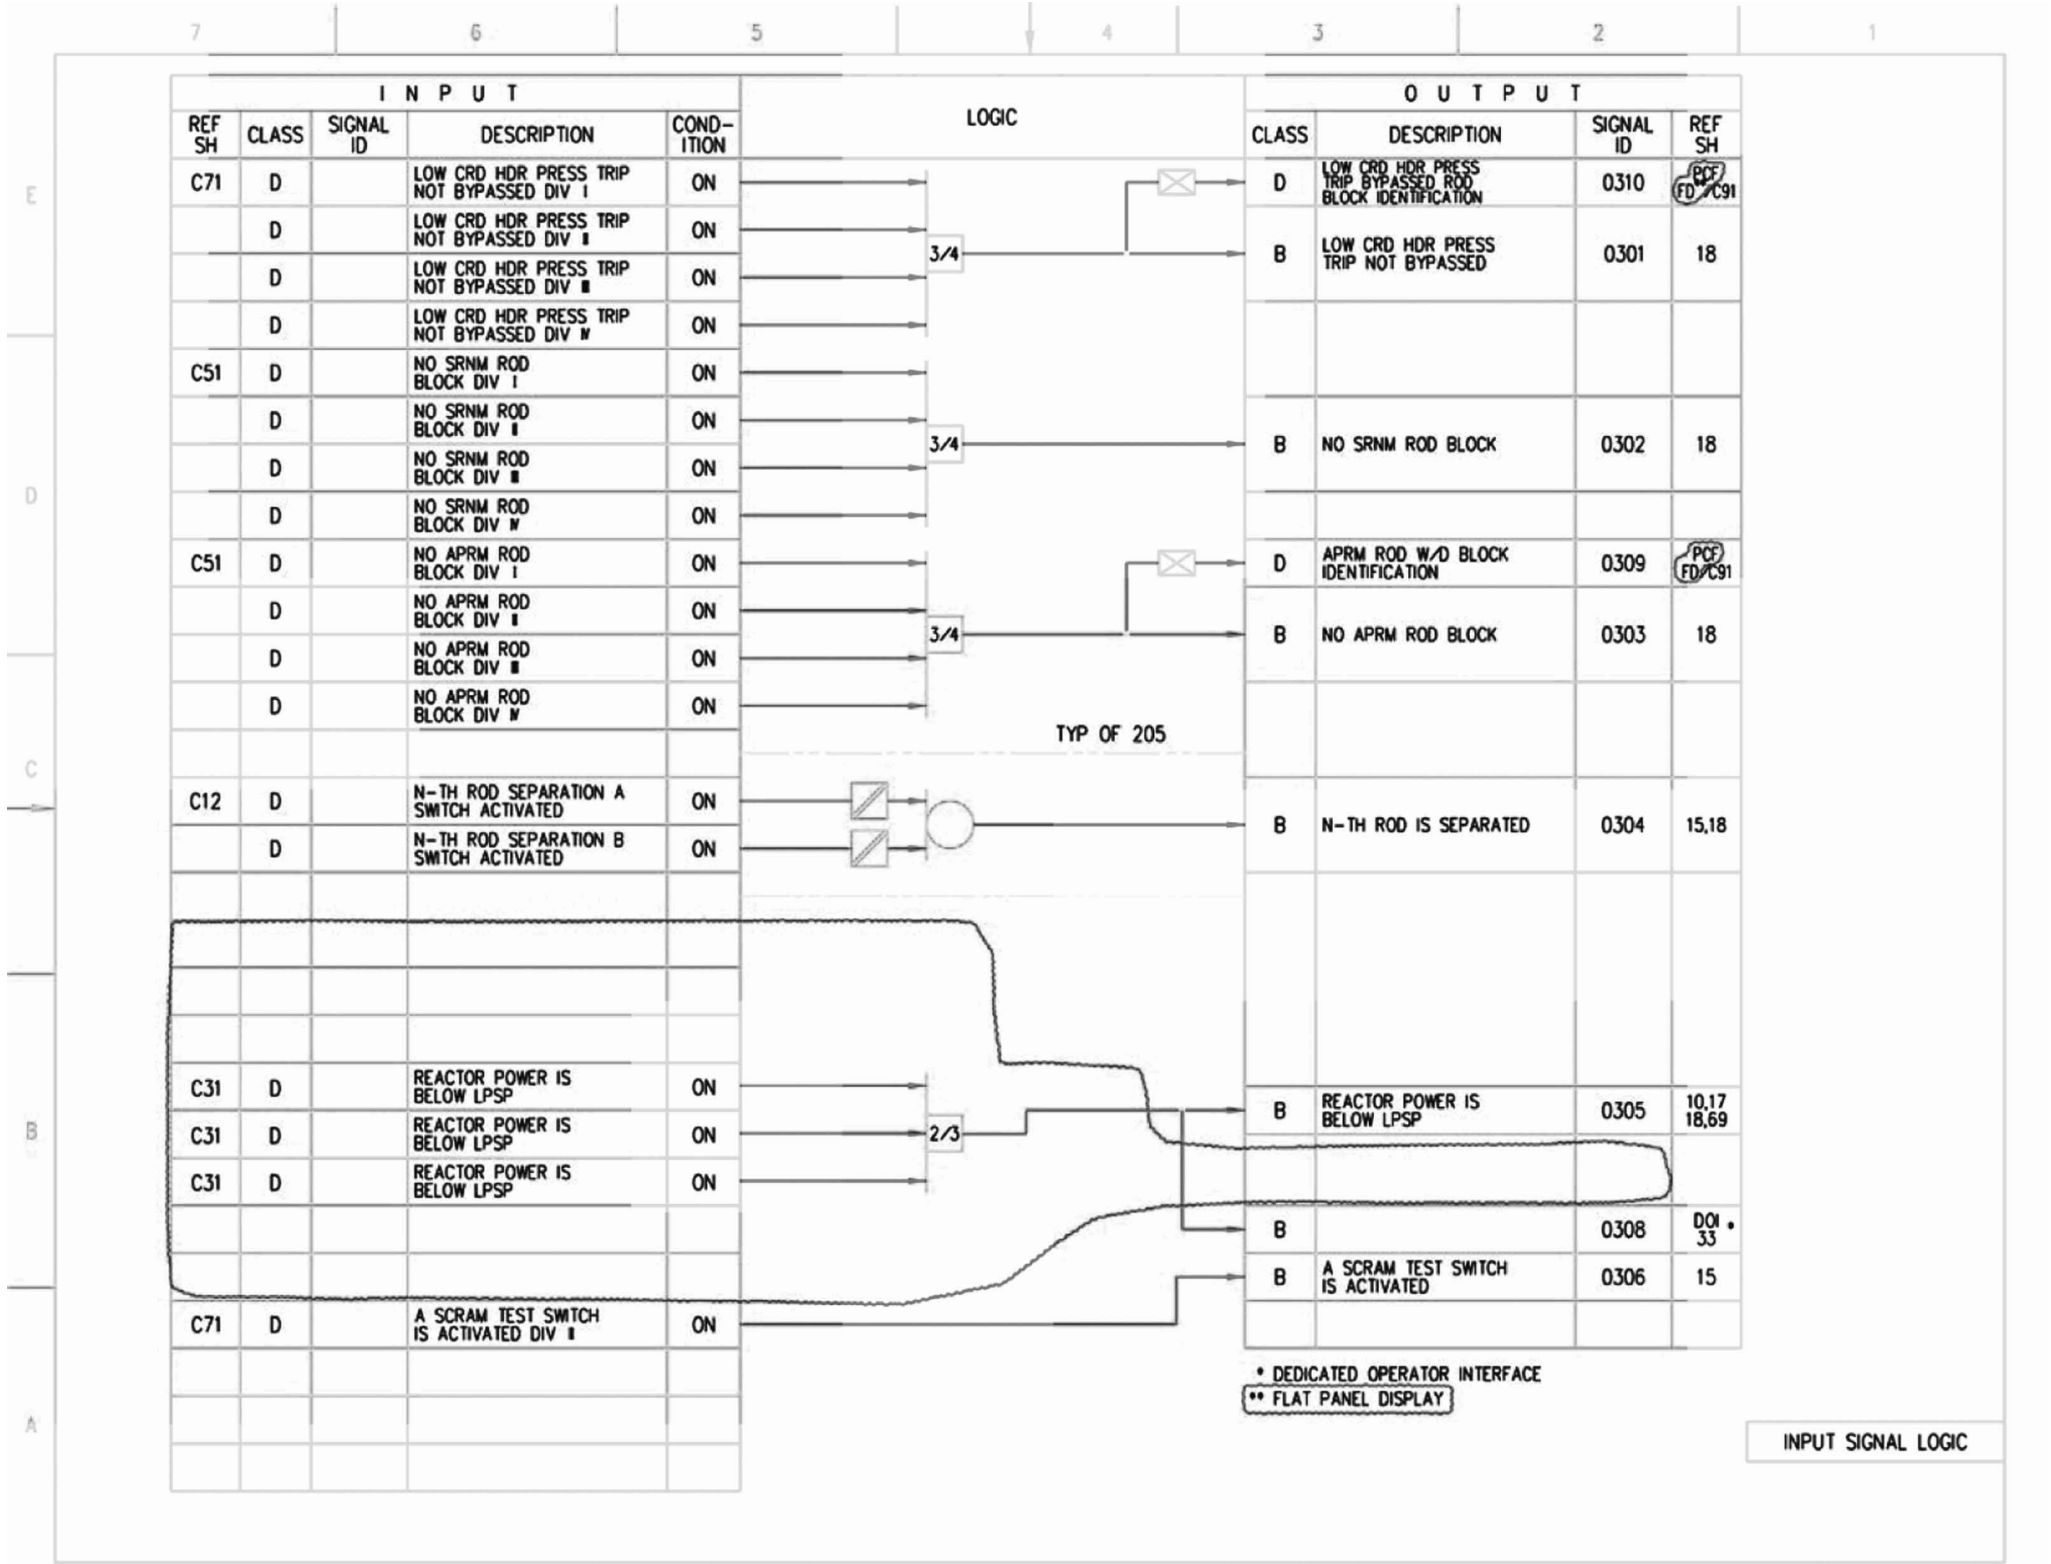 7 6 5 4 3 2 1
INPUT
LOGIC
OUTPUT
REF SH CLASS SIGNAL ID DESCRIPTION COND-ITION
CLASS DESCRIPTION SIGNAL ID REF SH
E
C71 D LOW CRD HDR PRESS TRIP
NOT BYPASSED DIV I ON
D LOW CRD HDR PRESS
TRIP BYPASSED ROD
BLOCK IDENTIFICATION 0310 PCF
FD**/C91
D LOW CRD HDR PRESS TRIP
NOT BYPASSED DIV II ON
3/4
B LOW CRD HDR PRESS
TRIP NOT BYPASSED 0301 18
D LOW CRD HDR PRESS TRIP
NOT BYPASSED DIV III ON
D LOW CRD HDR PRESS TRIP
NOT BYPASSED DIV IV ON
C51 D NO SRNM ROD
BLOCK DIV I ON
D NO SRNM ROD
BLOCK DIV II ON
3/4
B NO SRNM ROD BLOCK 0302 18
D NO SRNM ROD
BLOCK DIV III ON
D
D NO SRNM ROD
BLOCK DIV IV ON
C51 D NO APRM ROD
BLOCK DIV I ON
D APRM ROD W/D BLOCK
IDENTIFICATION 0309 PCF
FD/C91
D NO APRM ROD
BLOCK DIV II ON
3/4
B NO APRM ROD BLOCK 0303 18
D NO APRM ROD
BLOCK DIV III ON
D NO APRM ROD
BLOCK DIV IV ON
TYP OF 205
C
C12 D N-TH ROD SEPARATION A
SWITCH ACTIVATED ON
B N-TH ROD IS SEPARATED 0304 15,18
D N-TH ROD SEPARATION B
SWITCH ACTIVATED ON
C31 D REACTOR POWER IS
BELOW LPSP ON
B REACTOR POWER IS
BELOW LPSP 0305 10,17
18,69
B
C31 D REACTOR POWER IS
BELOW LPSP ON
2/3
C31 D REACTOR POWER IS
BELOW LPSP ON
B 0308 DOI *
33
B A SCRAM TEST SWITCH
IS ACTIVATED 0306 15
C71 D A SCRAM TEST SWITCH
IS ACTIVATED DIV II ON
* DEDICATED OPERATOR INTERFACE
** FLAT PANEL DISPLAY
A
INPUT SIGNAL LOGIC